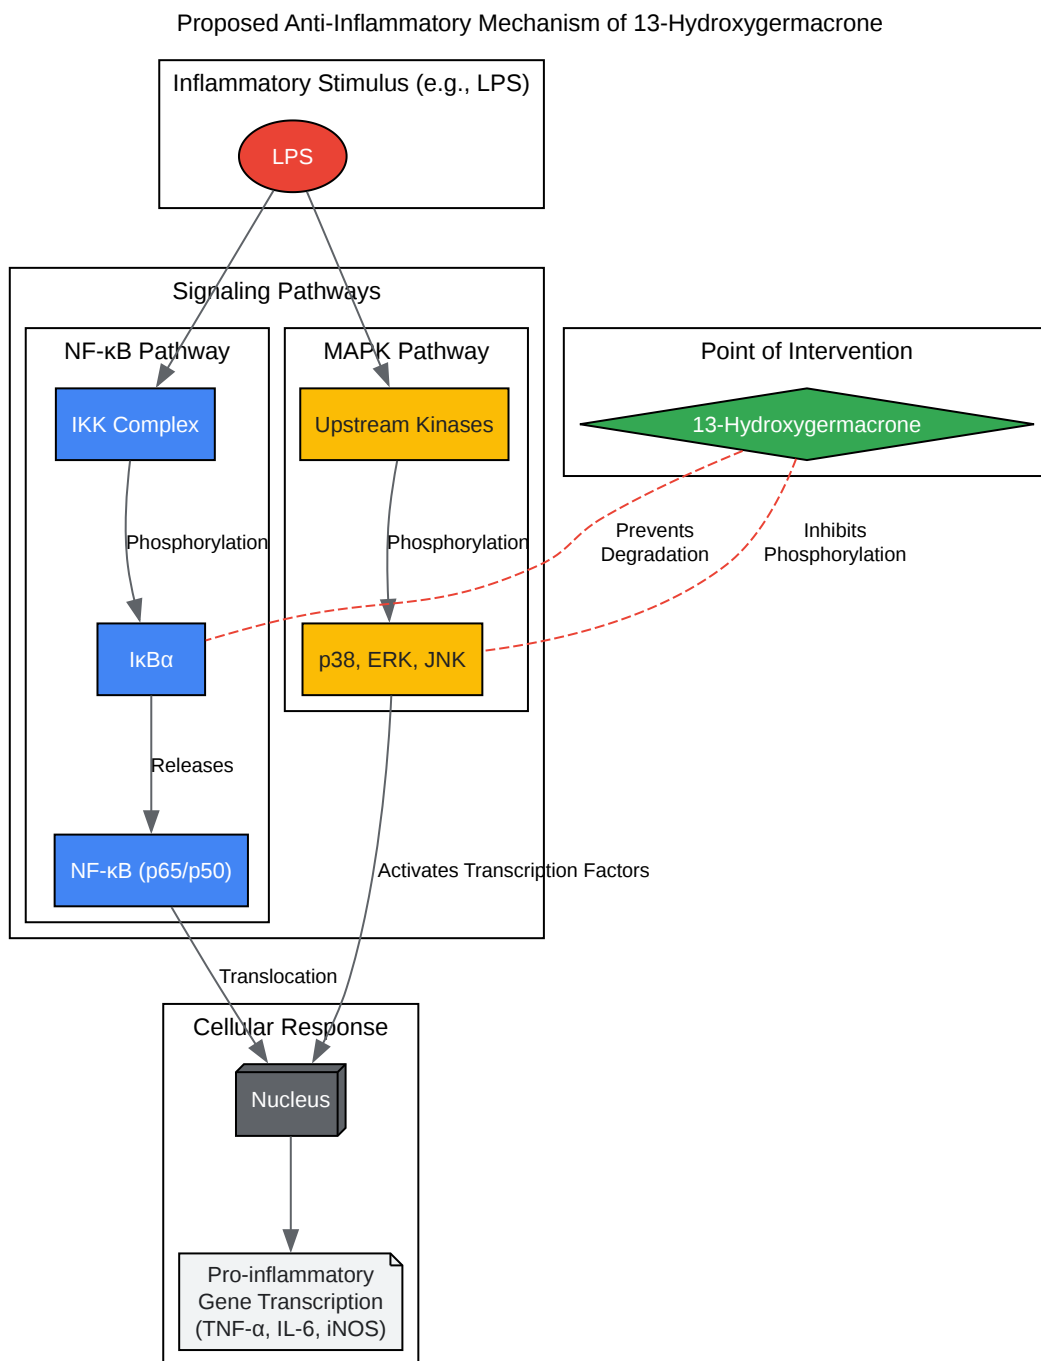 Proposed Anti-Inflammatory Mechanism of 13-Hydroxygermacrone
Inflammatory Stimulus (e.g., LPS)
LPS
Signaling Pathways
NF-κB Pathway
MAPK Pathway
Point of Intervention
IKK Complex
Upstream Kinases
13-Hydroxygermacrone
Phosphorylation
Phosphorylation
Prevents
Degradation
Inhibits
Phosphorylation
IκBα
p38, ERK, JNK
Releases
NF-κB (p65/p50)
Activates Transcription Factors
Translocation
Cellular Response
Nucleus
Pro-inflammatory
Gene Transcription
(TNF-α, IL-6, iNOS)